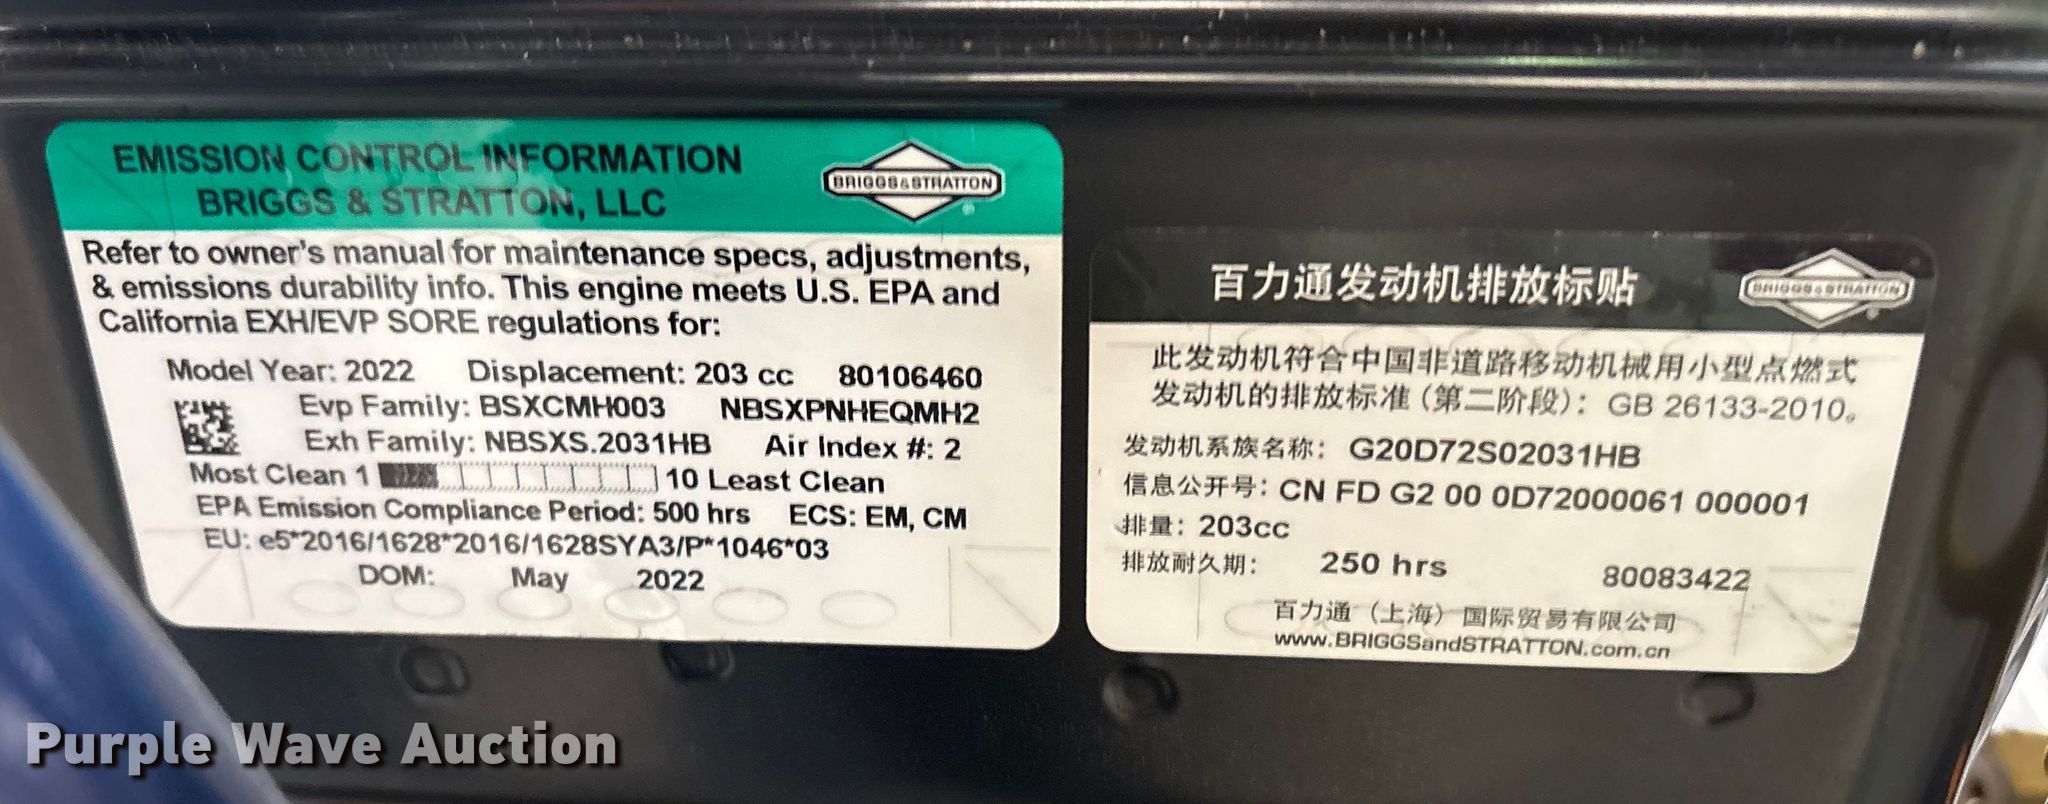 EMISSION CONTROL INFORMATION
BRIGGS & STRATTON, LLC
BRIGGS&STRATTON®
Refer to owner's manual for maintenance specs, adjustments,
& emissions durability info. This engine meets U.S. EPA and
California EXH/EVP SORE regulations for:
Model Year: 2022 Displacement: 203 cc 80106460
Evp Family: BSXCMH003 NBSXPNHEQMH2
Exh Family: NBSXS.2031HB Air Index #: 2
Most Clean 1 10 Least Clean
EPA Emission Compliance Period: 500 hrs ECS: EM, CM
EU: e5*2016/1628*2016/1628SYA3/P*1046*03
DOM: May 2022
百力通发动机排放标贴
BRIGGS&STRATTON®
此发动机符合中国非道路移动机械用小型点燃式
发动机的排放标准(第二阶段): GB 26133-2010。
发动机系族名称: G20D72S02031HB
信息公开号: CN FD G2 00 0D72000061 000001
排量: 203cc
排放耐久期: 250 hrs 80083422
百力通(上海)国际贸易有限公司
www.BRIGGSandSTRATTON.com.cn
Purple Wave Auction